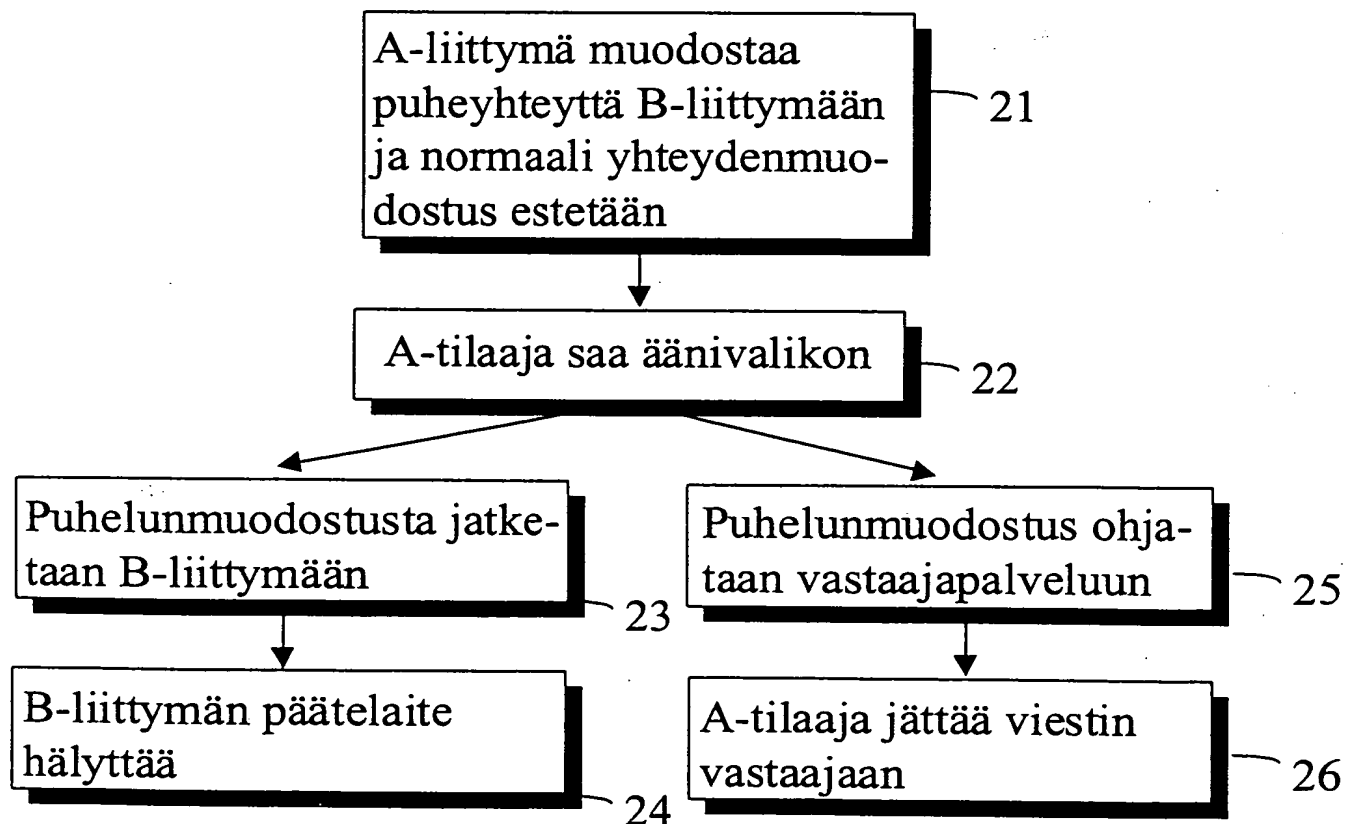 A-liittymä muodostaa
puheyhteyttä B-liittymään
ja normaali yhteydenmuo-
dostus estetään
21
A-tilaaja saa äänivalikon
22
Puhelunmuodostusta jatke-
taan B-liittymään
23
B-liittymän päätelaite
hälyttää
24
Puhelunmuodostus ohja-
taan vastaajapalveluun
25
A-tilaaja jättää viestin
vastaajaan
26